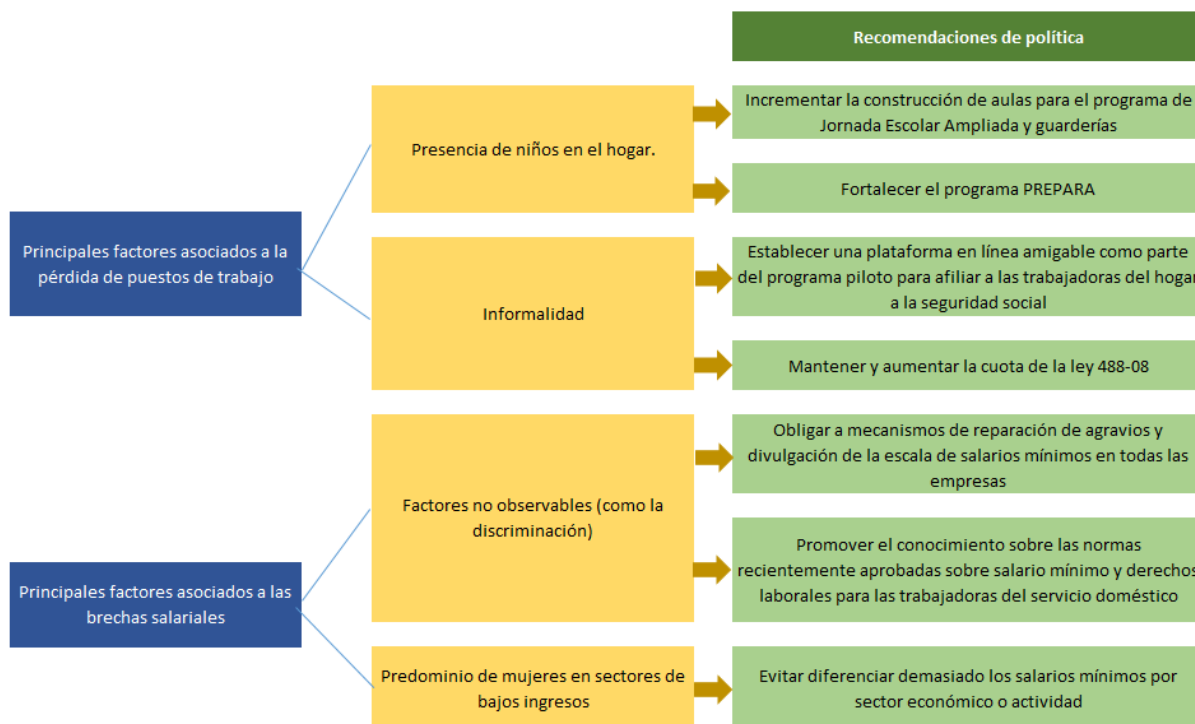 Recomendaciones de política
Presencia de niños en el hogar.
Incrementar la construcción de aulas para el programa de
Jornada Escolar Ampliada y guarderías
Fortalecer el programa PREPARA
Principales factores asociados a la
pérdida de puestos de trabajo
Informalidad
Establecer una plataforma en línea amigable como parte
del programa piloto para afiliar a las trabajadoras del hogar
a la seguridad social
Mantener y aumentar la cuota de la ley 488-08
Principales factores asociados a las
brechas salariales
Factores no observables (como la
discriminación)
Obligar a mecanismos de reparación de agravios y
divulgación de la escala de salarios mínimos en todas las
empresas
Promover el conocimiento sobre las normas
recientemente aprobadas sobre salario mínimo y derechos
laborales para las trabajadoras del servicio doméstico
Predominio de mujeres en sectores de
bajos ingresos
Evitar diferenciar demasiado los salarios mínimos por
sector económico o actividad